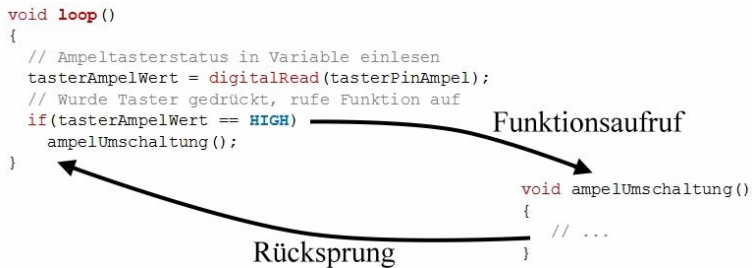 void loop()
{
// Ampeltasterstatus in Variable einlesen
tasterAmpelWert = digitalRead(tasterPinAmpel);
// Wurde Taster gedrückt, rufe Funktion auf
if(tasterAmpelWert == HIGH)
ampelUmschaltung();
}
Funktionsaufruf
void ampelUmschaltung()
{
// ...
}
Rücksprung